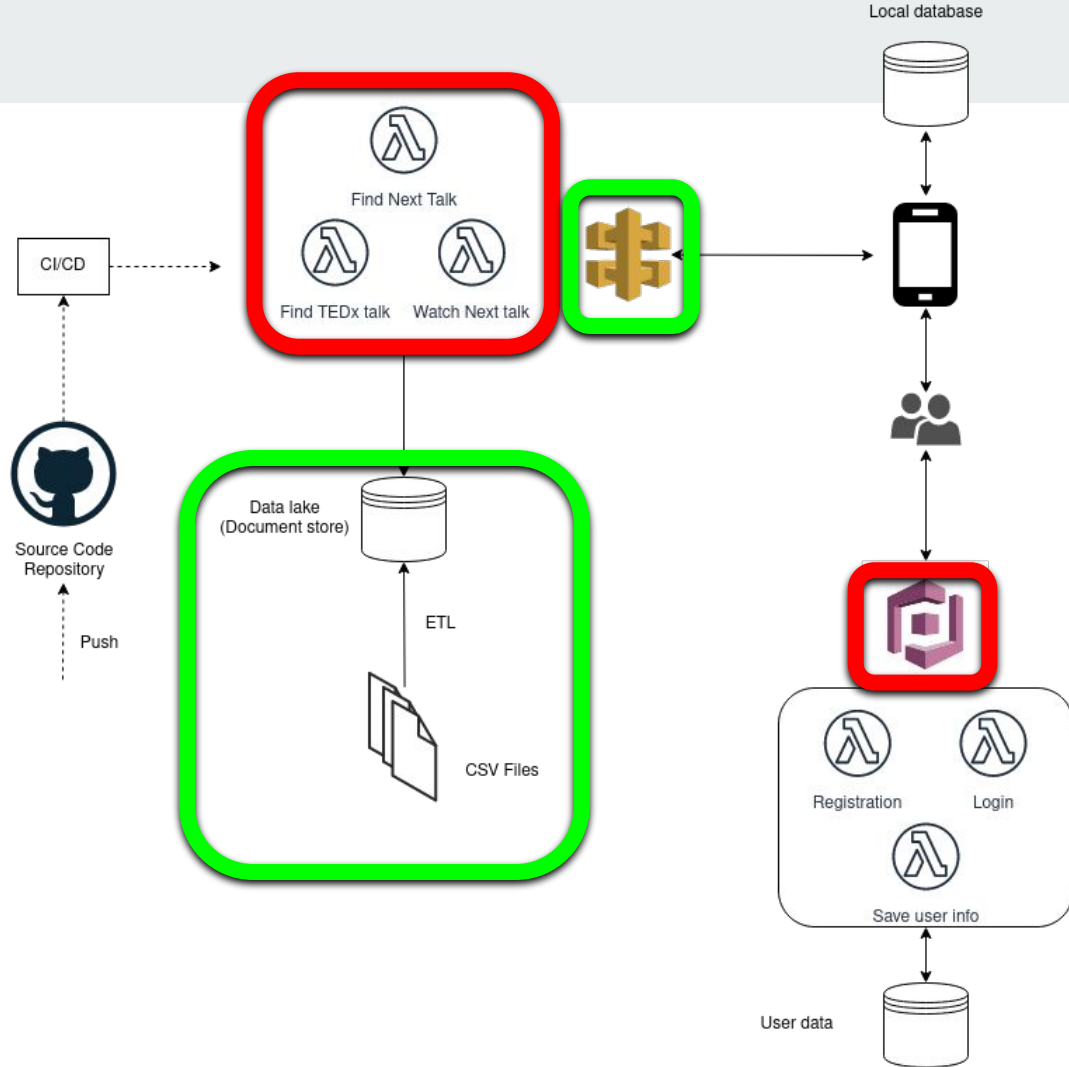 Local database
Find Next Talk
CI/CD
Find TEDx talk
Watch Next talk
Data lake
(Document store)
Source Code
Repository
ETL
Push
CSV Files
Registration
Login
Save user info
User data